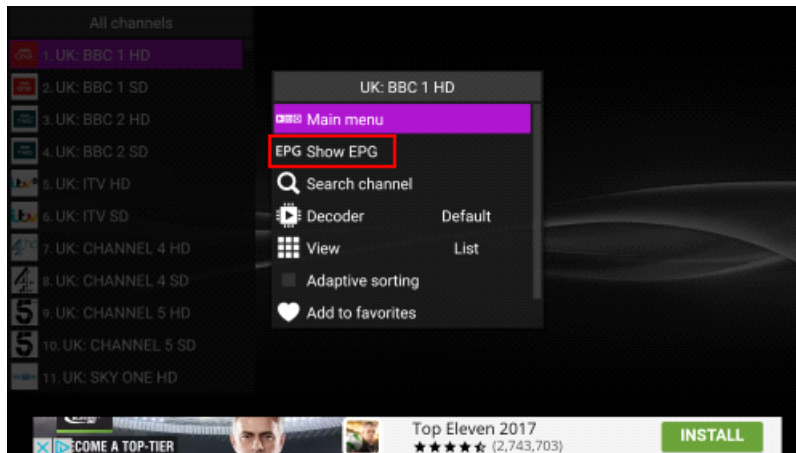 All channels
1. UK: BBC 1 HD
2. UK: BBC 1 SD
3. UK: BBC 2 HD
4. UK: BBC 2 SD
5. UK: ITV HD
6. UK: ITV SD
7. UK: CHANNEL 4 HD
8. UK: CHANNEL 4 SD
9. UK: CHANNEL 5 HD
10. UK: CHANNEL 5 SD
11. UK: SKY ONE HD
UK: BBC 1 HD
Main menu
EPG Show EPG
Search channel
Decoder Default
View List
Adaptive sorting
Add to favorites
BECOME A TOP-TIER
Top Eleven 2017
(2,743,703)
INSTALL